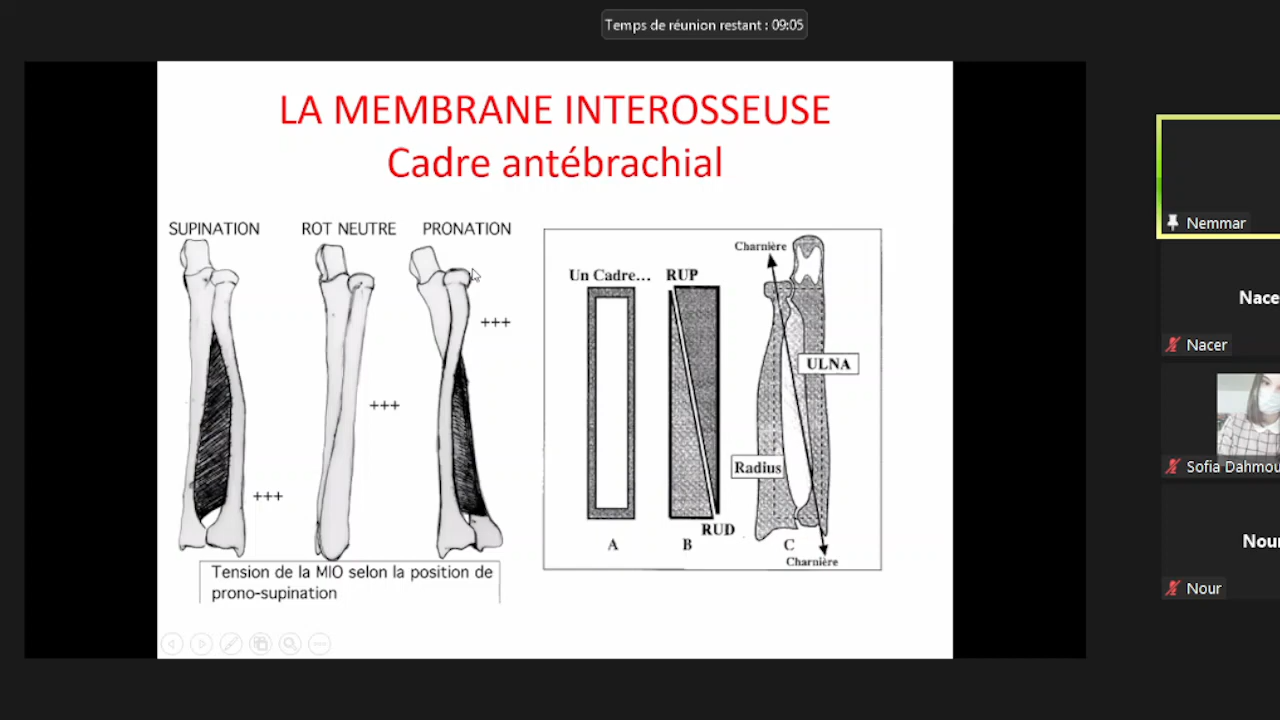 Temps de réunion restant : 09:05
LA MEMBRANE INTEROSSEUSE
Cadre antébrachial
SUPINATION
ROT NEUTRE
PRONATION
+++
+++
+++
Tension de la MIO selon la position de
prono-supination
Charnière
Un Cadre...
RUP
ULNA
Radius
RUD
A
B
C
Charnière
Nemmar
Nace
Nacer
Sofia Dahmou
Nour
Nour